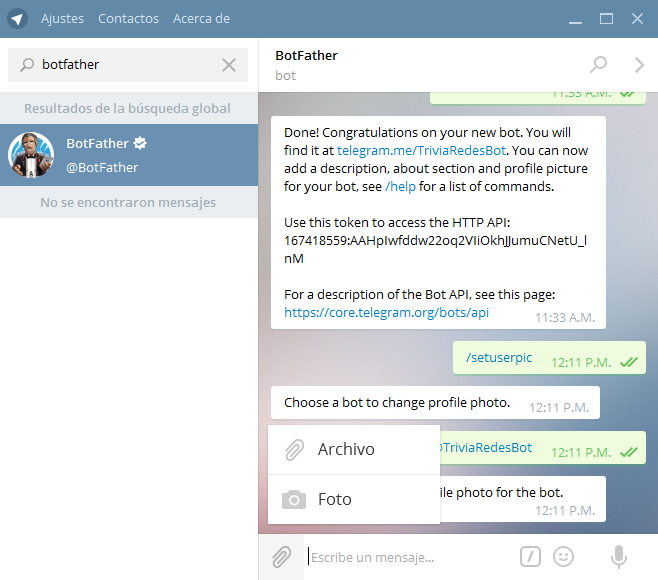 Ajustes Contactos Acerca de
botfather
Resultados de la búsqueda global
BotFather
@BotFather
No se encontraron mensajes
BotFather
bot
11:33 A.M.
Done! Congratulations on your new bot. You will
find it at telegram.me/TriviaRedesBot. You can now
add a description, about section and profile picture
for your bot, see /help for a list of commands.
Use this token to access the HTTP API:
167418559:AAHpIwfddw22oq2VIiOkhJJumuCNetU_l
nM
For a description of the Bot API, see this page:
https://core.telegram.org/bots/api
11:33 A.M.
/setuserpic 12:11 P.M.
Choose a bot to change profile photo. 12:11 P.M.
@TriviaRedesBot 12:11 P.M.
Archivo
ile photo for the bot.
Foto
12:11 P.M.
Escribe un mensaje...